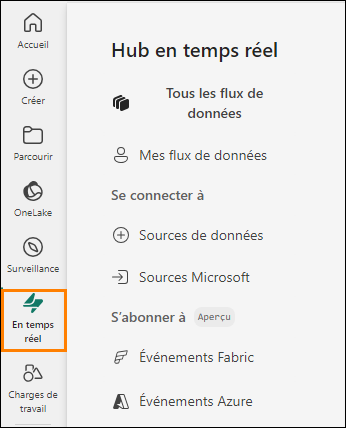 Accueil
Créer
Parcourir
OneLake
Surveillance
En temps
réel
Charges de
travail
Hub en temps réel
Tous les flux de
données
Mes flux de données
Se connecter à
Sources de données
Sources Microsoft
S'abonner à Aperçu
Événements Fabric
Événements Azure